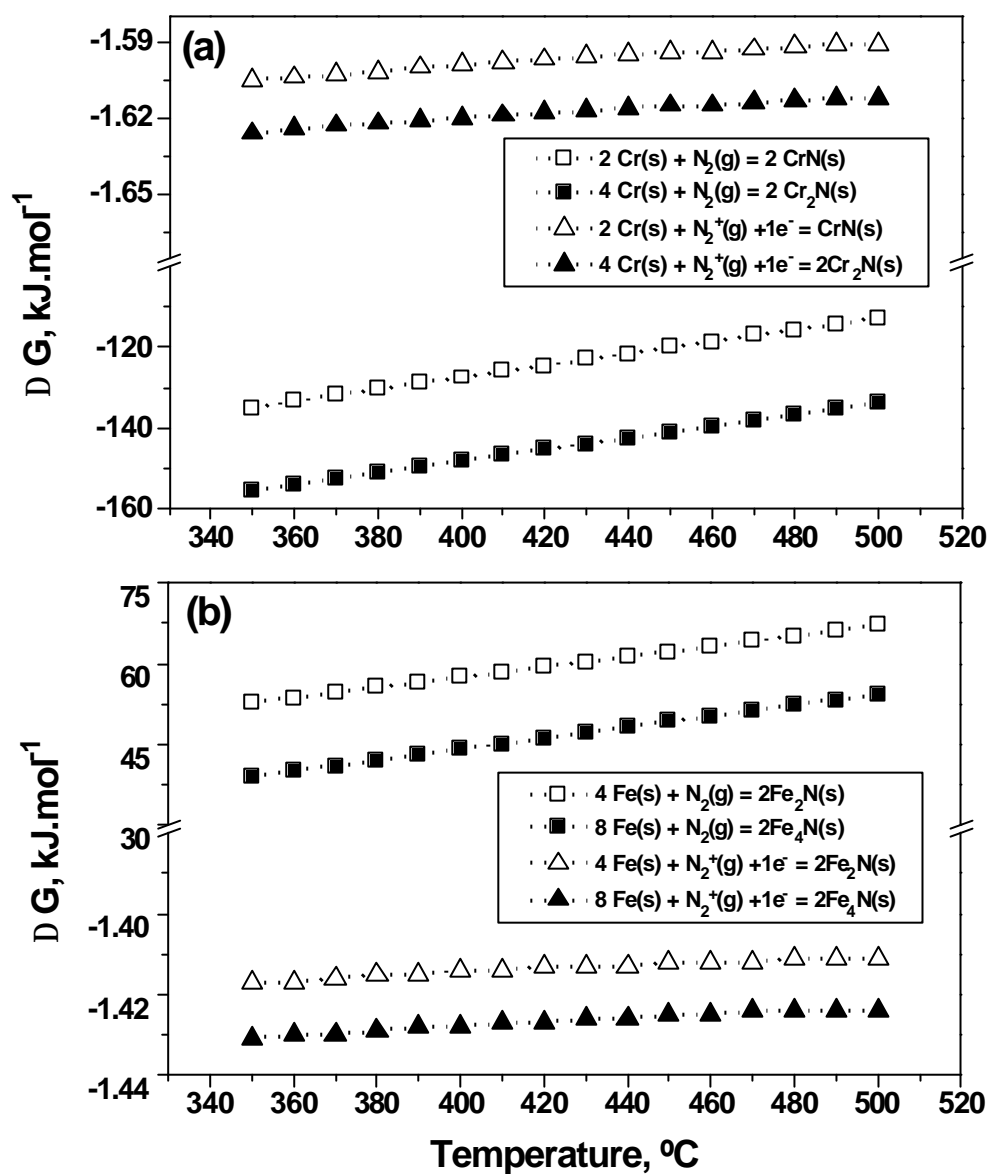 (a)
-1.59
-1.62
-1.65
-120
-140
-160
D G, kJ.mol-1
2 Cr(s) + N2(g) = 2 CrN(s)
4 Cr(s) + N2(g) = 2 Cr2N(s)
2 Cr(s) + N2+(g) +1e- = CrN(s)
4 Cr(s) + N2+(g) +1e- = 2Cr2N(s)
340 360 380 400 420 440 460 480 500 520
(b)
75
60
45
30
-1.40
-1.42
-1.44
D G, kJ.mol-1
4 Fe(s) + N2(g) = 2Fe2N(s)
8 Fe(s) + N2(g) = 2Fe4N(s)
4 Fe(s) + N2+(g) +1e- = 2Fe2N(s)
8 Fe(s) + N2+(g) +1e- = 2Fe4N(s)
340 360 380 400 420 440 460 480 500 520
Temperature, ºC